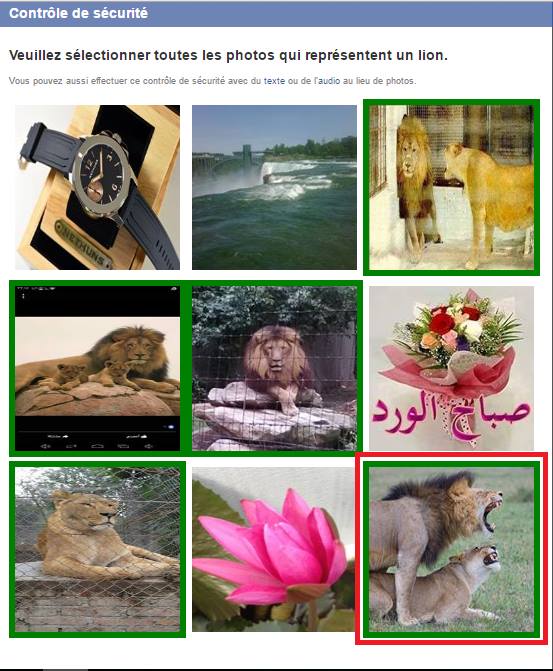 Contrôle de sécurité
Veuillez sélectionner toutes les photos qui représentent un lion.
Vous pouvez aussi effectuer ce contrôle de sécurité avec du texte ou de l'audio au lieu de photos.
NETHUNS
صباح الورد